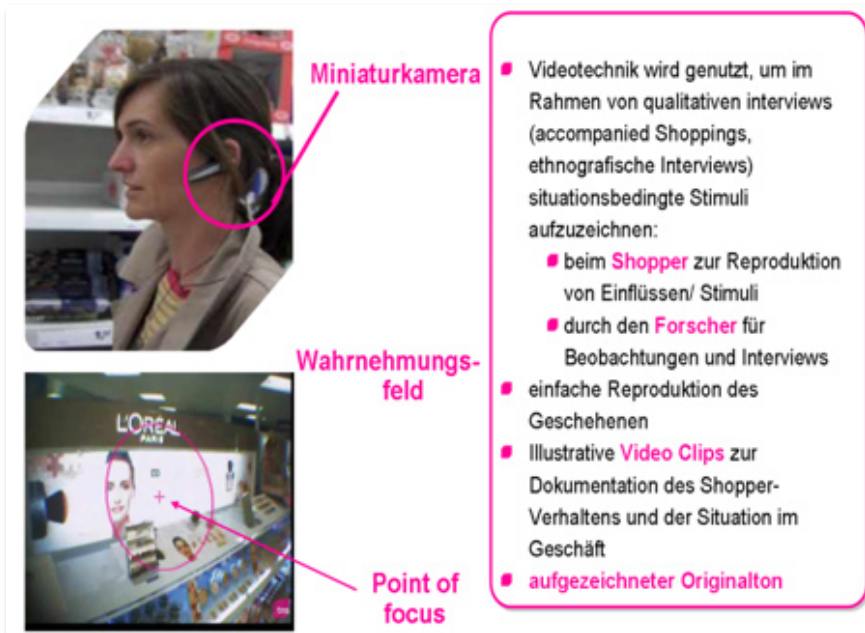 Miniaturkamera
Wahrnehmungs-
feld
L'ORÉAL
PARIS
Point of
focus
Videotechnik wird genutzt, um im
Rahmen von qualitativen interviews
(accompanied Shoppings,
ethnografische Interviews)
situationsbedingte Stimuli
aufzuzeichnen:
beim Shopper zur Reproduktion
von Einflüssen/ Stimuli
durch den Forscher für
Beobachtungen und Interviews
einfache Reproduktion des
Geschehenen
Illustrative Video Clips zur
Dokumentation des Shopper-
Verhaltens und der Situation im
Geschäft
aufgezeichneter Originalton